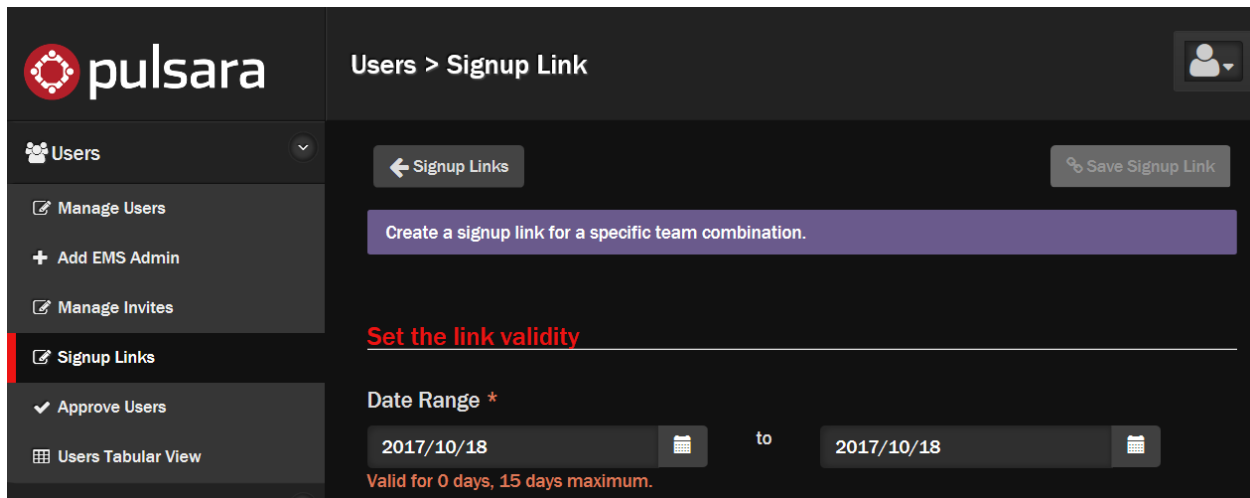 pulsara
Users > Signup Link
Users
Signup Links
Save Signup Link
Manage Users
Create a signup link for a specific team combination.
Add EMS Admin
Manage Invites
Set the link validity
Signup Links
Approve Users
Date Range *
2017/10/18 to 2017/10/18
Users Tabular View
Valid for 0 days, 15 days maximum.